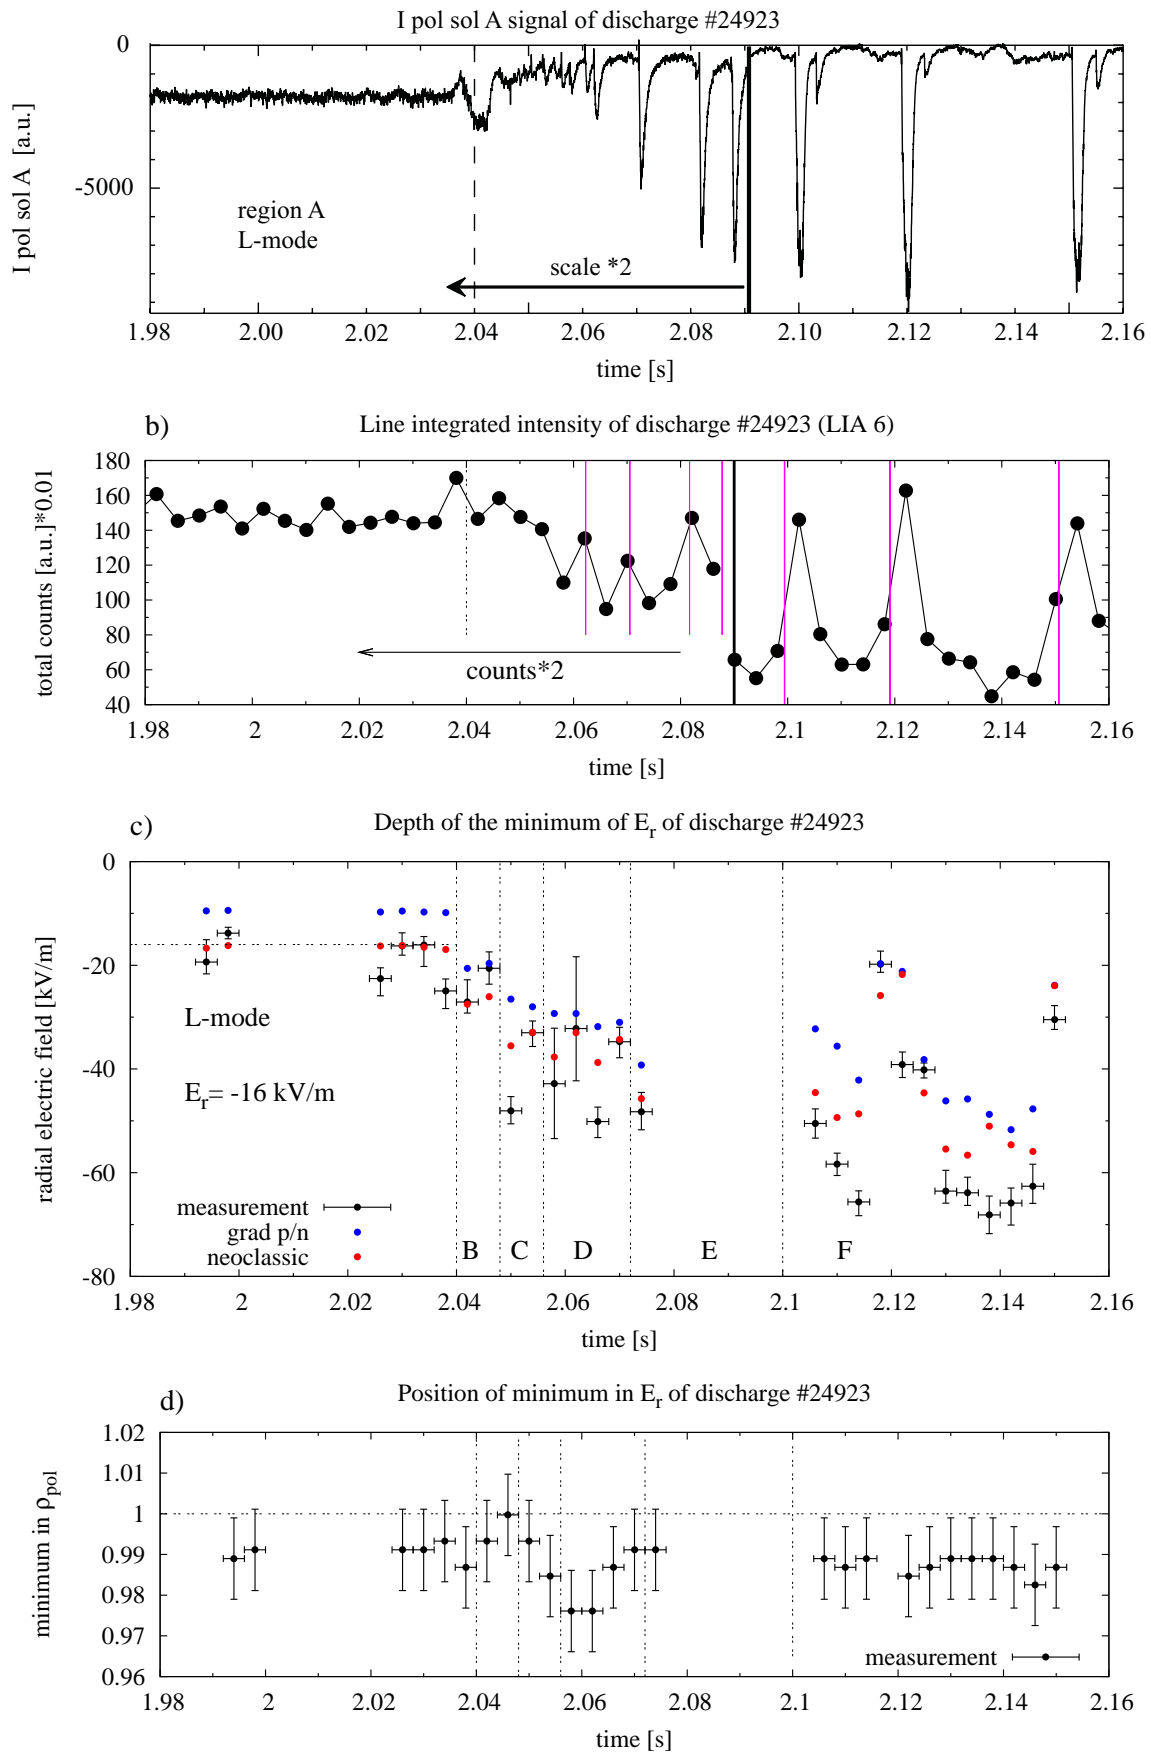 I pol sol A signal of discharge #24923
0
-5000
I pol sol A [a.u.]
region A
L-mode
scale *2
1.98 2.00 2.02 2.04 2.06 2.08 2.10 2.12 2.14 2.16
time [s]
b) Line integrated intensity of discharge #24923 (LIA 6)
180
160
140
120
100
80
60
40
total counts [a.u.]*0.01
counts*2
1.98 2 2.02 2.04 2.06 2.08 2.1 2.12 2.14 2.16
time [s]
c) Depth of the minimum of Er of discharge #24923
0
-20
-40
-60
-80
radial electric field [kV/m]
L-mode
Er= -16 kV/m
measurement
grad p/n
neoclassic
B C D E F
1.98 2 2.02 2.04 2.06 2.08 2.1 2.12 2.14 2.16
time [s]
d) Position of minimum in Er of discharge #24923
1.02
1.01
1
0.99
0.98
0.97
0.96
minimum in ρpol
measurement
1.98 2 2.02 2.04 2.06 2.08 2.1 2.12 2.14 2.16
time [s]